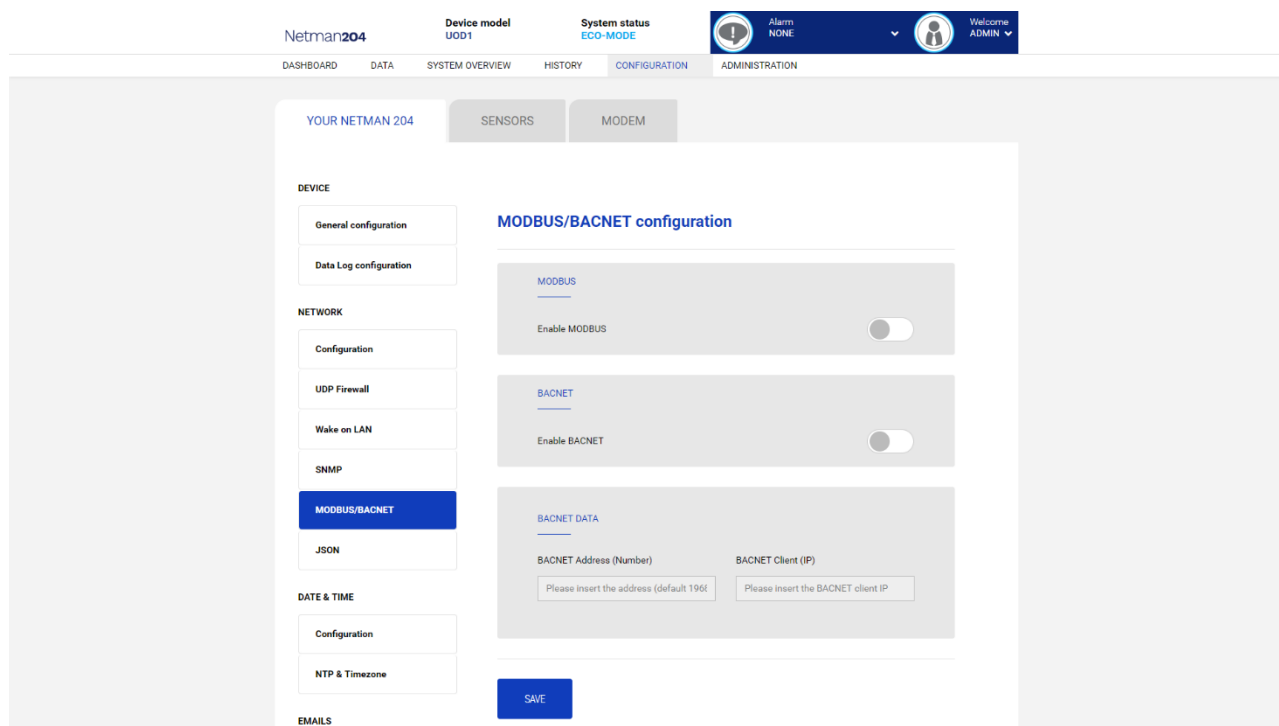 Netman204
Device model
UOD1
System status
ECO-MODE
Alarm
NONE
Welcome
ADMIN
DASHBOARD DATA SYSTEM OVERVIEW HISTORY CONFIGURATION ADMINISTRATION
YOUR NETMAN 204 SENSORS MODEM
DEVICE
General configuration
Data Log configuration
NETWORK
Configuration
UDP Firewall
Wake on LAN
SNMP
MODBUS/BACNET
JSON
DATE & TIME
Configuration
NTP & Timezone
EMAILS
MODBUS/BACNET configuration
MODBUS
Enable MODBUS
BACNET
Enable BACNET
BACNET DATA
BACNET Address (Number) BACNET Client (IP)
Please insert the address (default 1968 Please insert the BACNET client IP
SAVE